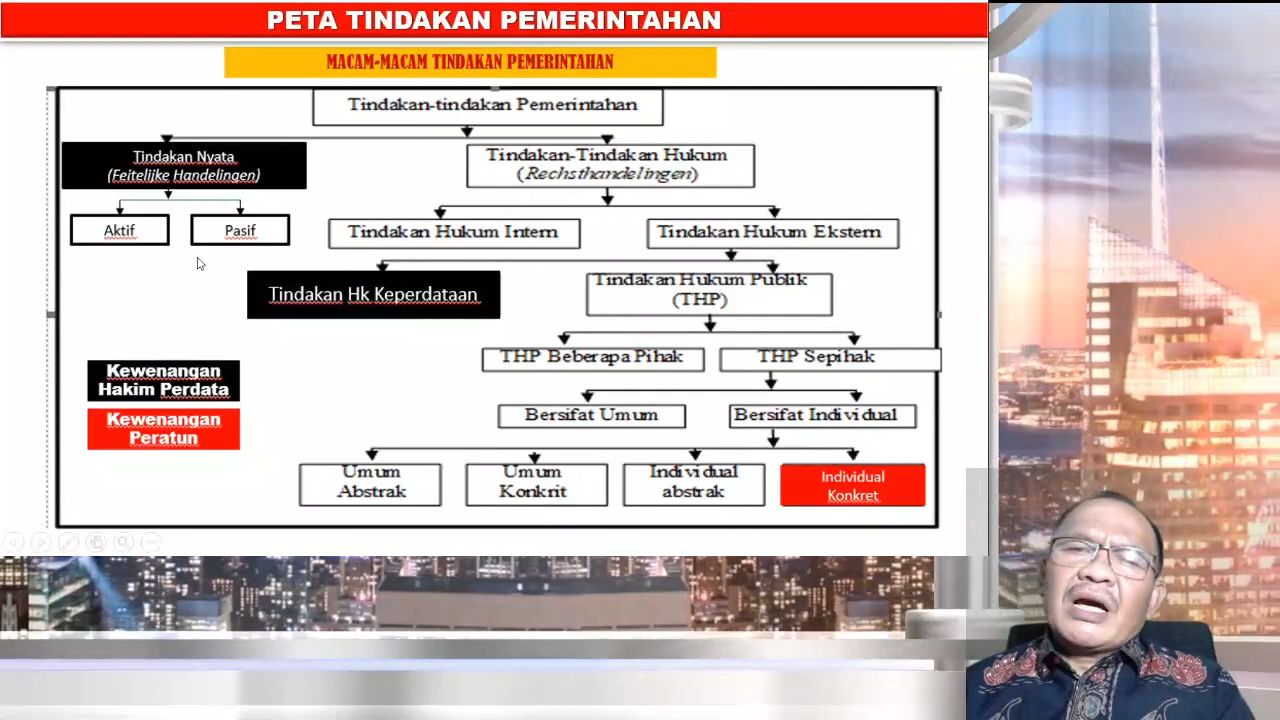 PETA TINDAKAN PEMERINTAHAN
MACAM-MACAM TINDAKAN PEMERINTAHAN
Tindakan-tindakan Pemerintahan
Tindakan Nyata
(Feitelijke Handelingen)
Tindakan-Tindakan Hukum
(Rechsthandelingen)
Aktif
Pasif
Tindakan Hukum Intern
Tindakan Hukum Ekstern
Tindakan Hk Keperdataan
Tindakan Hukum Publik
(THP)
THP Beberapa Pihak
THP Sepihak
Kewenangan
Hakim Perdata
Kewenangan
Peratun
Bersifat Umum
Bersifat Individual
Umum
Abstrak
Umum
Konkrit
Individual
abstrak
Individual
Konkret